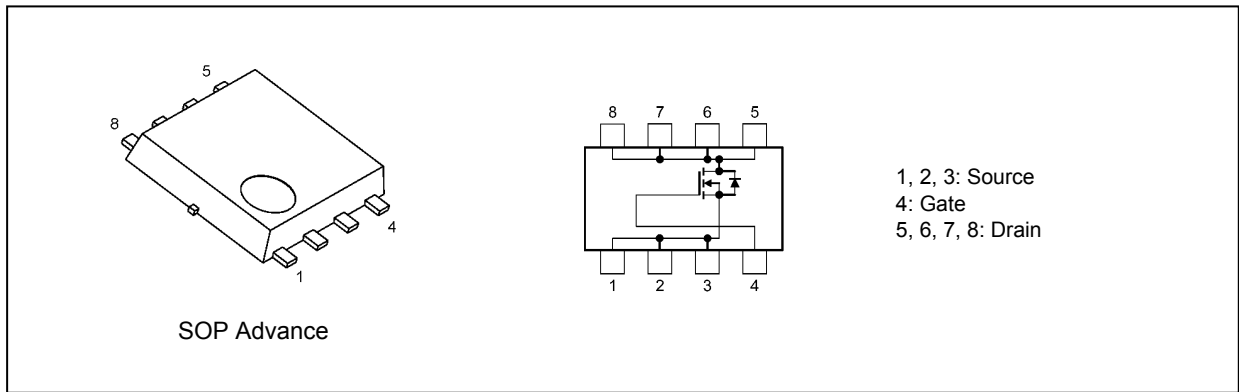 5
8
4
1
SOP Advance
8 7 6 5
1 2 3 4
1, 2, 3: Source
4: Gate
5, 6, 7, 8: Drain